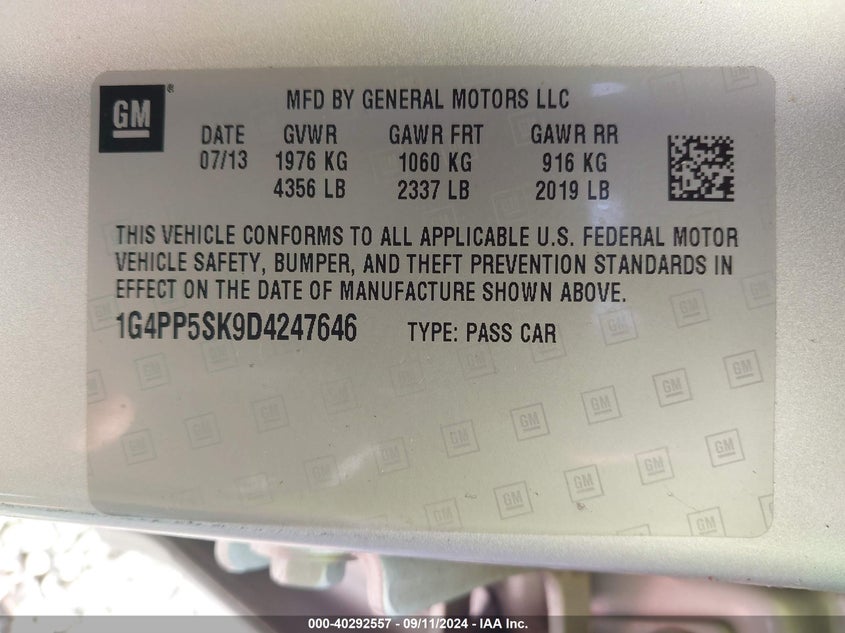 GM ®
MFD BY GENERAL MOTORS LLC
DATE GVWR GAWR FRT GAWR RR
07/13 1976 KG 1060 KG 916 KG
4356 LB 2337 LB 2019 LB
THIS VEHICLE CONFORMS TO ALL APPLICABLE U.S. FEDERAL MOTOR
VEHICLE SAFETY, BUMPER, AND THEFT PREVENTION STANDARDS IN
EFFECT ON THE DATE OF MANUFACTURE SHOWN ABOVE.
1G4PP5SK9D4247646 TYPE: PASS CAR
000-40292557 - 09/11/2024 - IAA Inc.